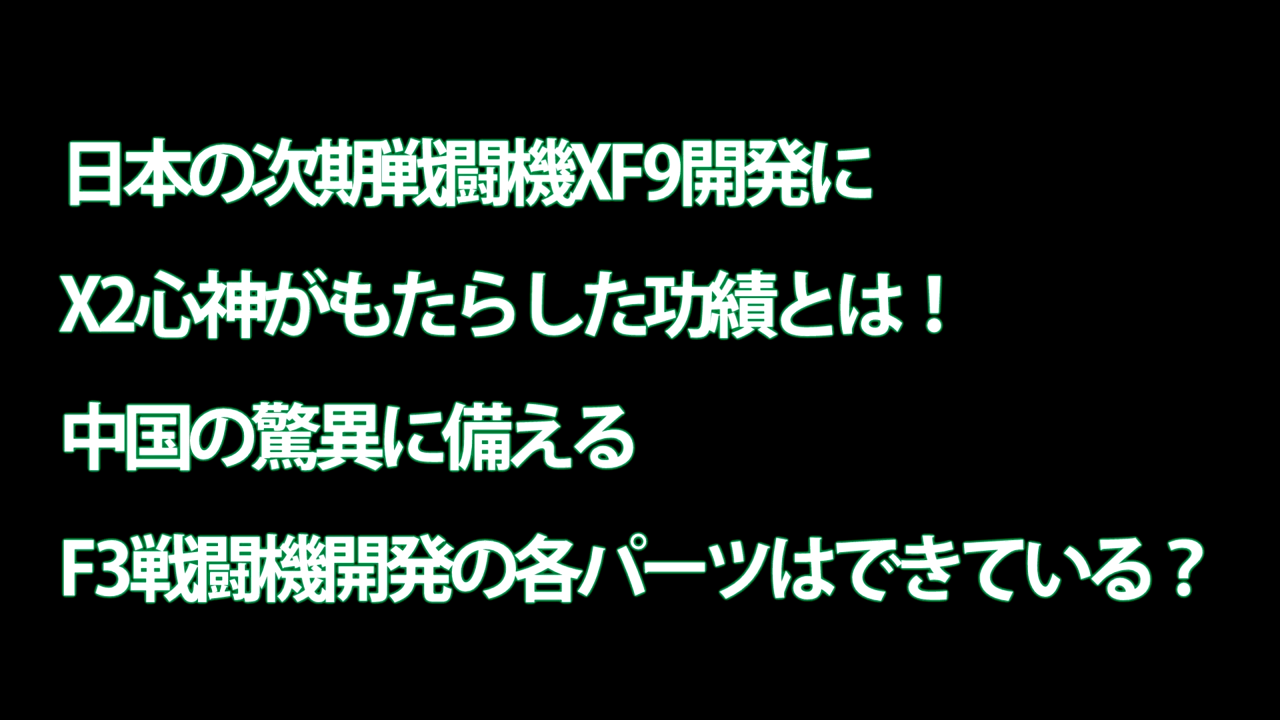 日本の次期戦闘機XF9開発に
X2心神がもたらした功績とは！
中国の驚異に備える
F3戦闘機開発の各パーツはできている？